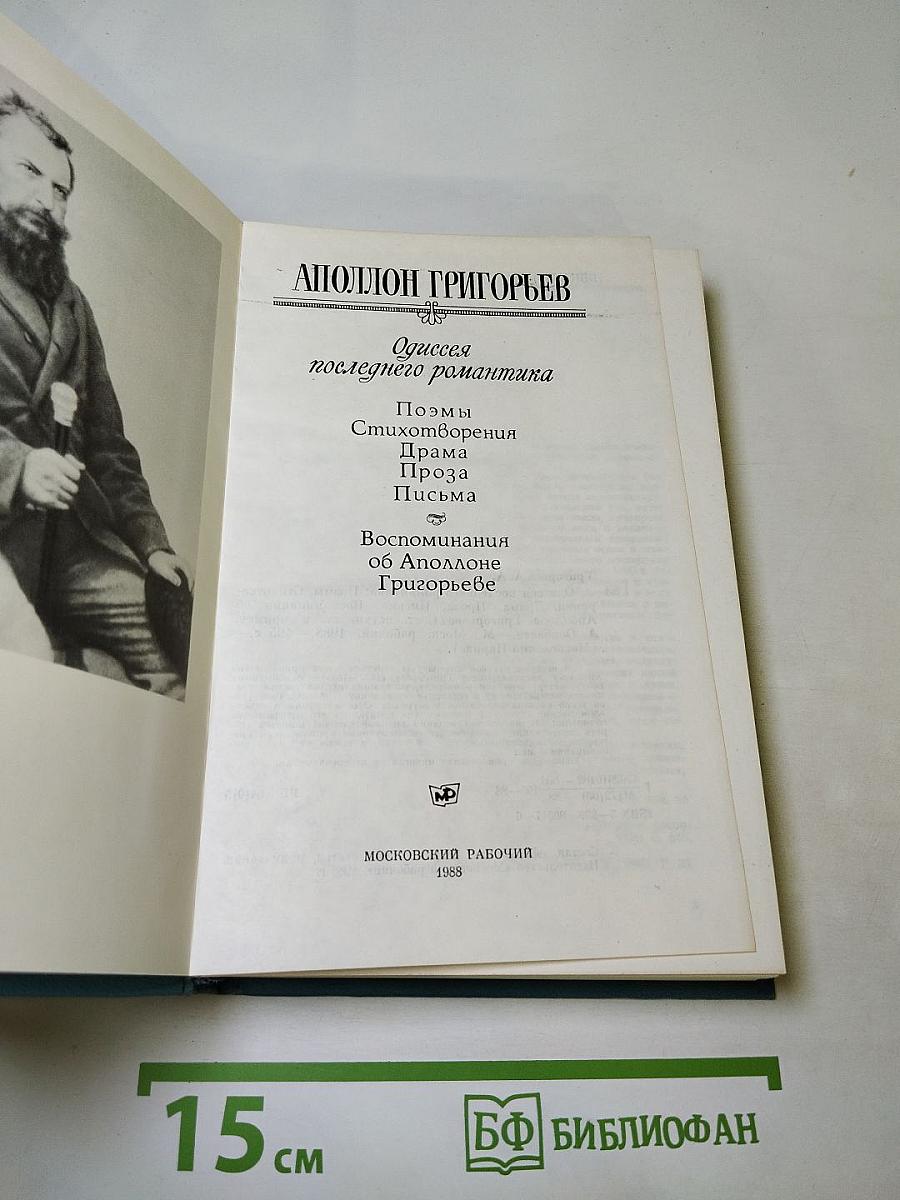 АПОЛЛОН ГРИГОРЬЕВ
Одиссея
последнего романтика
Поэмы
Стихотворения
Драма
Проза
Письма
Воспоминания
об Аполлоне
Григорьеве
МР
МОСКОВСКИЙ РАБОЧИЙ
1988
15 см
БФ БИБЛИОФАН